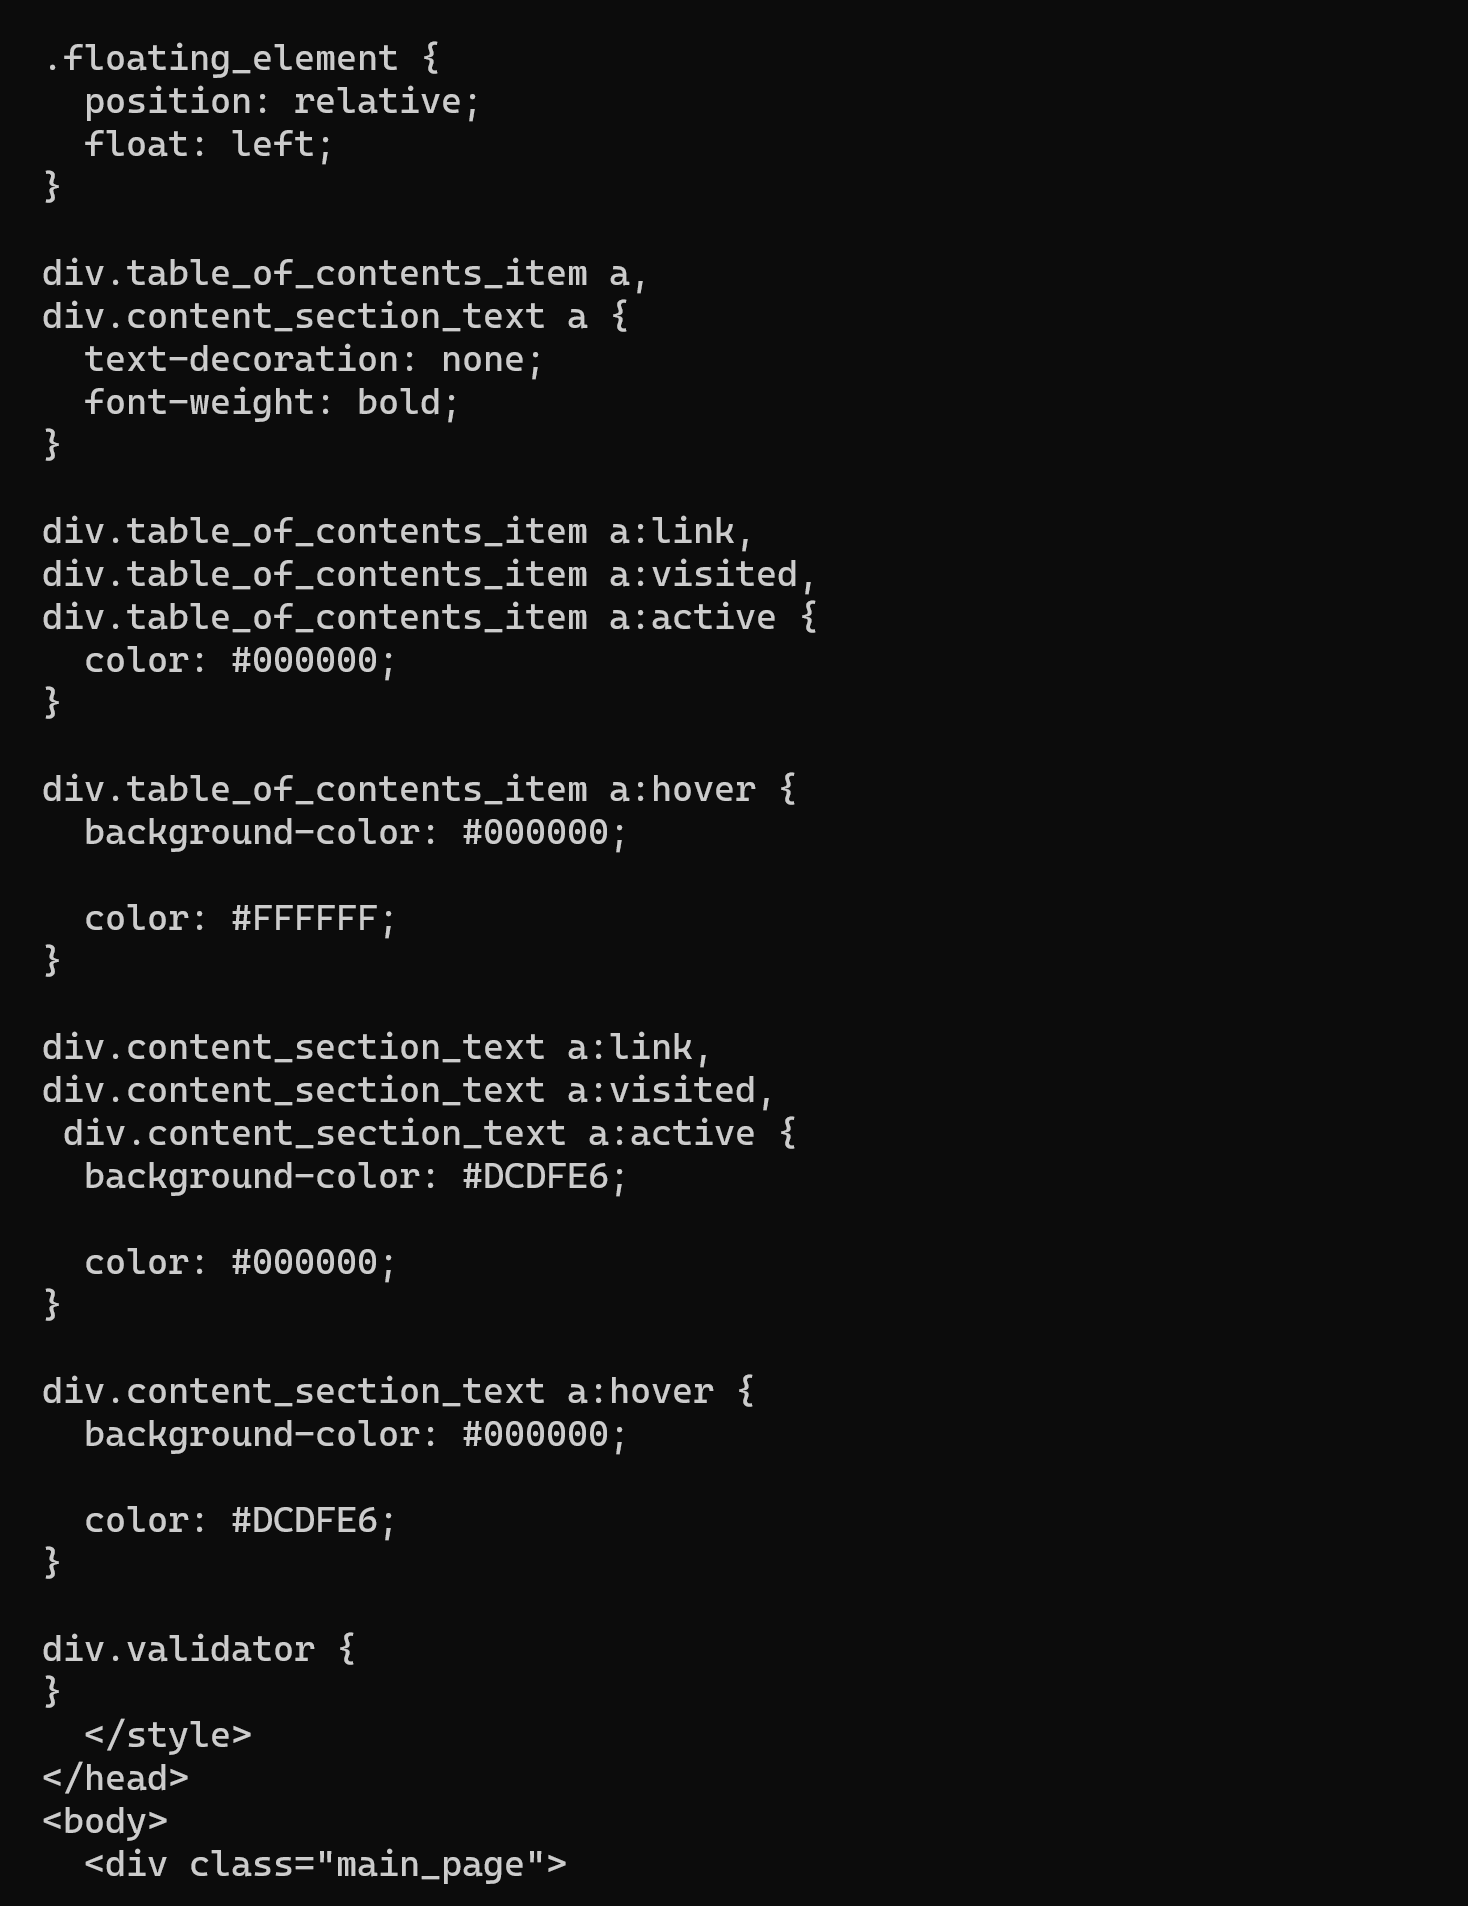 .floating_element {
  position: relative;
  float: left;
}

div.table_of_contents_item a,
div.content_section_text a {
  text-decoration: none;
  font-weight: bold;
}

div.table_of_contents_item a:link,
div.table_of_contents_item a:visited,
div.table_of_contents_item a:active {
  color: #000000;
}

div.table_of_contents_item a:hover {
  background-color: #000000;

  color: #FFFFFF;
}

div.content_section_text a:link,
div.content_section_text a:visited,
 div.content_section_text a:active {
  background-color: #DCDFE6;

  color: #000000;
}

div.content_section_text a:hover {
  background-color: #000000;

  color: #DCDFE6;
}

div.validator {
}
  </style>
</head>
<body>
  <div class="main_page">